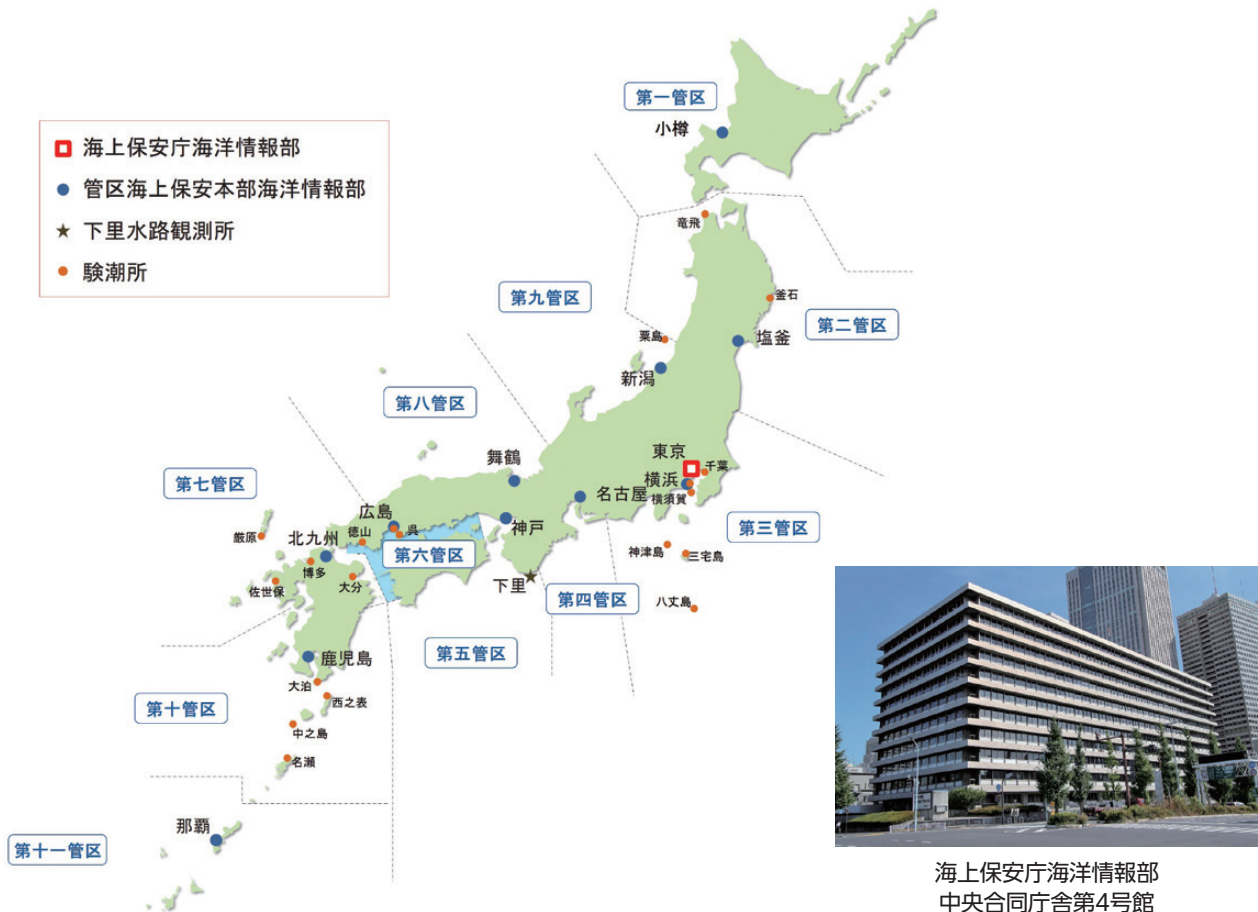 海上保安庁海洋情報部
管区海上保安本部海洋情報部
下里水路観測所
験潮所
第一管区
小樽
竜飛
第九管区
釜石
第二管区
粟島
塩釜
新潟
第八管区
東京
千葉
舞鶴
横浜
名古屋
横須賀
第七管区
広島
神戸
第三管区
厳原
北九州
徳山
呉
第六管区
神津島
三宅島
博多
佐世保
大分
下里
第四管区
八丈島
第五管区
鹿児島
大泊
西之表
第十管区
中之島
名瀬
那覇
第十一管区
海上保安庁海洋情報部
中央合同庁舎第4号館